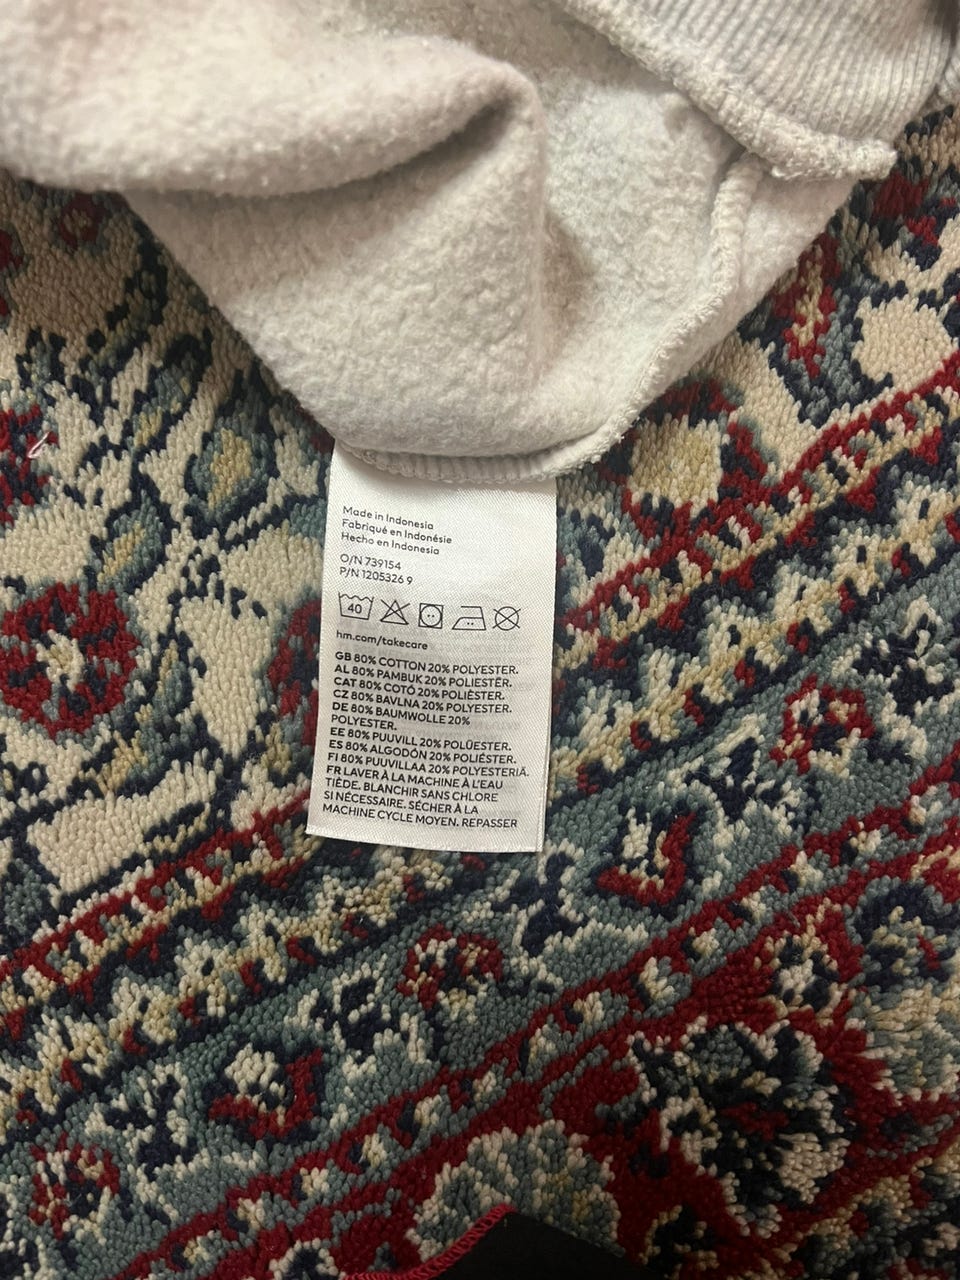 Made in Indonesia
Fabriqué en Indonésie
Hecho en Indonesia
O/N 739154
P/N 1205326 9
40
hm.com/takecare
GB 80% COTTON 20% POLYESTER.
AL 80% PAMBUK 20% POLIESTËR.
CAT 80% COTÓ 20% POLIÈSTER.
CZ 80% BAVLNA 20% POLYESTER.
DE 80% BAUMWOLLE 20%
POLYESTER.
EE 80% PUUVILL 20% POLÜESTER.
ES 80% ALGODÓN 20% POLIÉSTER.
FI 80% PUUVILLAA 20% POLYESTERIÄ.
FR LAVER À LA MACHINE À L'EAU
TIÈDE. BLANCHIR SANS CHLORE
SI NÉCESSAIRE. SÉCHER À LA
MACHINE CYCLE MOYEN. REPASSER